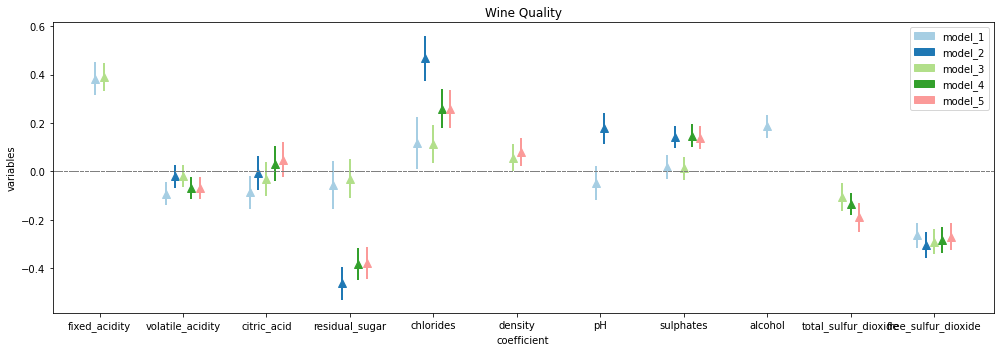 Wine Quality
0.6
0.4
0.2
0.0
−0.2
−0.4
variables
model_1
model_2
model_3
model_4
model_5
fixed_acidity volatile_acidity citric_acid residual_sugar chlorides density pH sulphates alcohol total_sulfur_dioxide free_sulfur_dioxide
coefficient